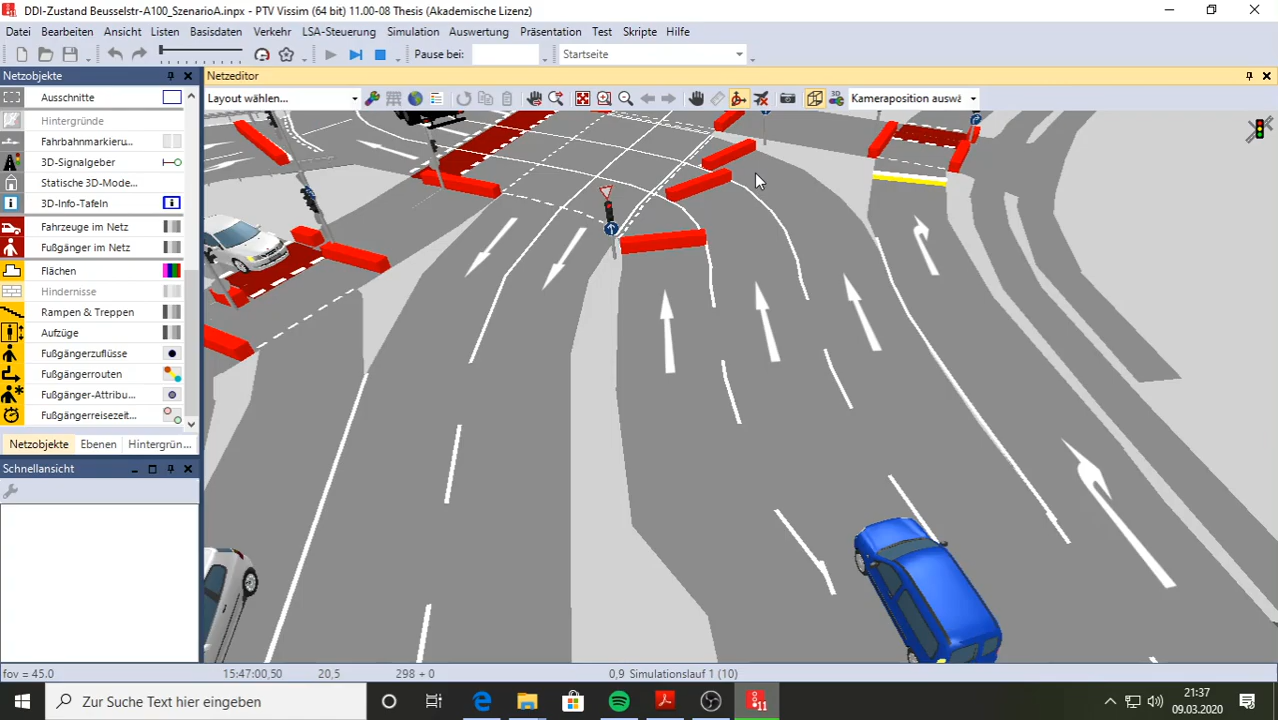 DDI-Zustand Beusselstr-A100_SzenarioA.inpx - PTV Vissim (64 bit) 11.00-08 Thesis (Akademische Lizenz)
Datei Bearbeiten Ansicht Listen Basisdaten Verkehr LSA-Steuerung Simulation Auswertung Präsentation Test Skripte Hilfe
Pause bei: Startseite
Netzobjekte
Netzeditor
Layout wählen...
Kameraposition auswä
Ausschnitte
Hintergründe
Fahrbahnmarkieru...
3D-Signalgeber
Statische 3D-Mode...
3D-Info-Tafeln
Fahrzeuge im Netz
Fußgänger im Netz
Flächen
Hindernisse
Rampen & Treppen
Aufzüge
Fußgängerzuflüsse
Fußgängerrouten
Fußgänger-Attribu...
Fußgängerreisezeit...
Netzobjekte Ebenen Hintergrün...
Schnellansicht
fov = 45.0 15:47:00,50 20,5 298 + 0 0,9 Simulationslauf 1 (10)
Zur Suche Text hier eingeben
11
21:37
09.03.2020